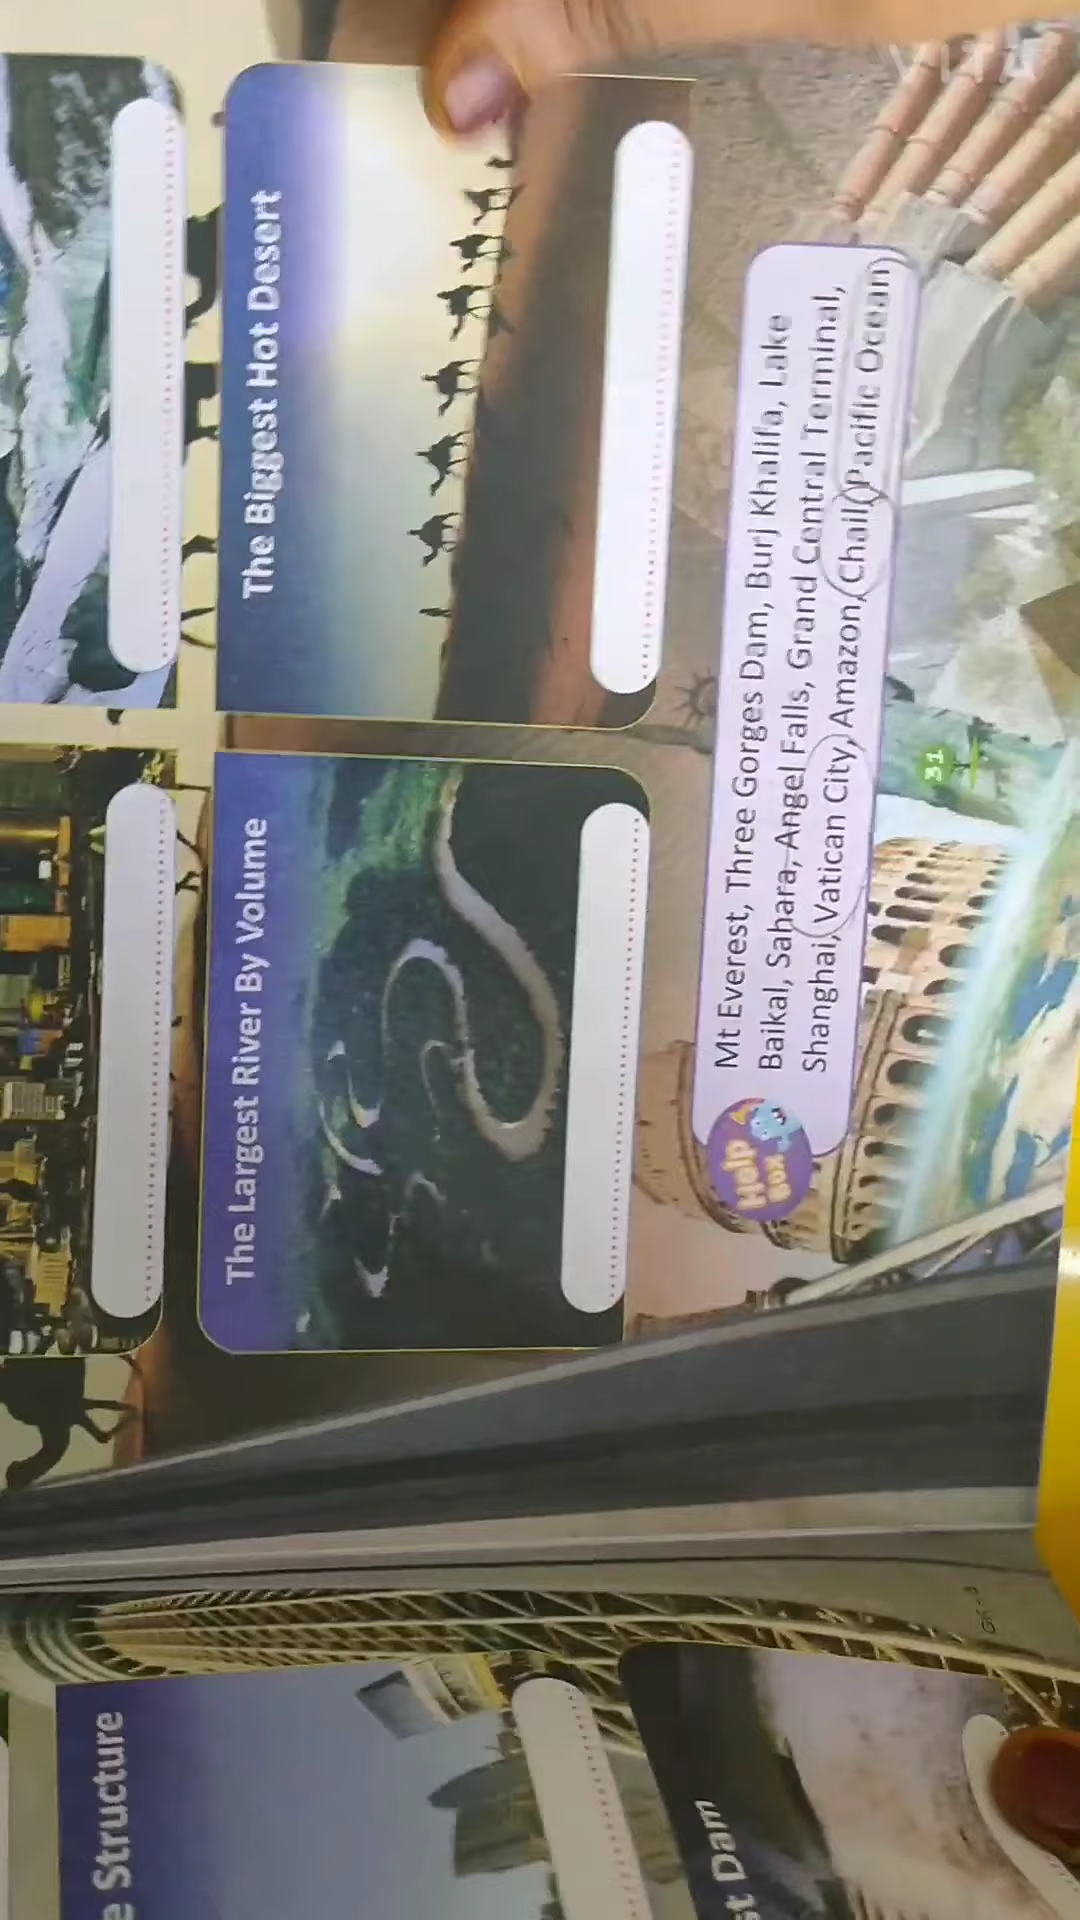 The Largest River By Volume
The Biggest Hot Desert
Help
Box
Mt Everest, Three Gorges Dam, Burj Khalifa, Lake
Baikal, Sahara, Angel Falls, Grand Central Terminal,
Shanghai, Vatican City, Amazon, Chail, Pacific Ocean
31
e Structure
st Dam
VITA